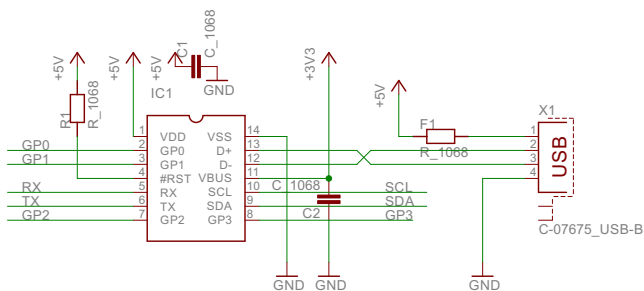 +5V
+5V
+5V
C1
C_1068
GND
+3V3
+5V
IC1
R1
R_1068
F1
R_1068
X1
GP0
GP1
RX
TX
GP2
1 VDD VSS 14
2 GP0 D+ 13
3 GP1 D- 12
4 #RST VBUS 11
5 RX SCL 10
6 TX SDA 9
7 GP2 GP3 8
C_1068
C2
SCL
SDA
GP3
1
2
3
4
USB
C-07675_USB-B
GND
GND
GND